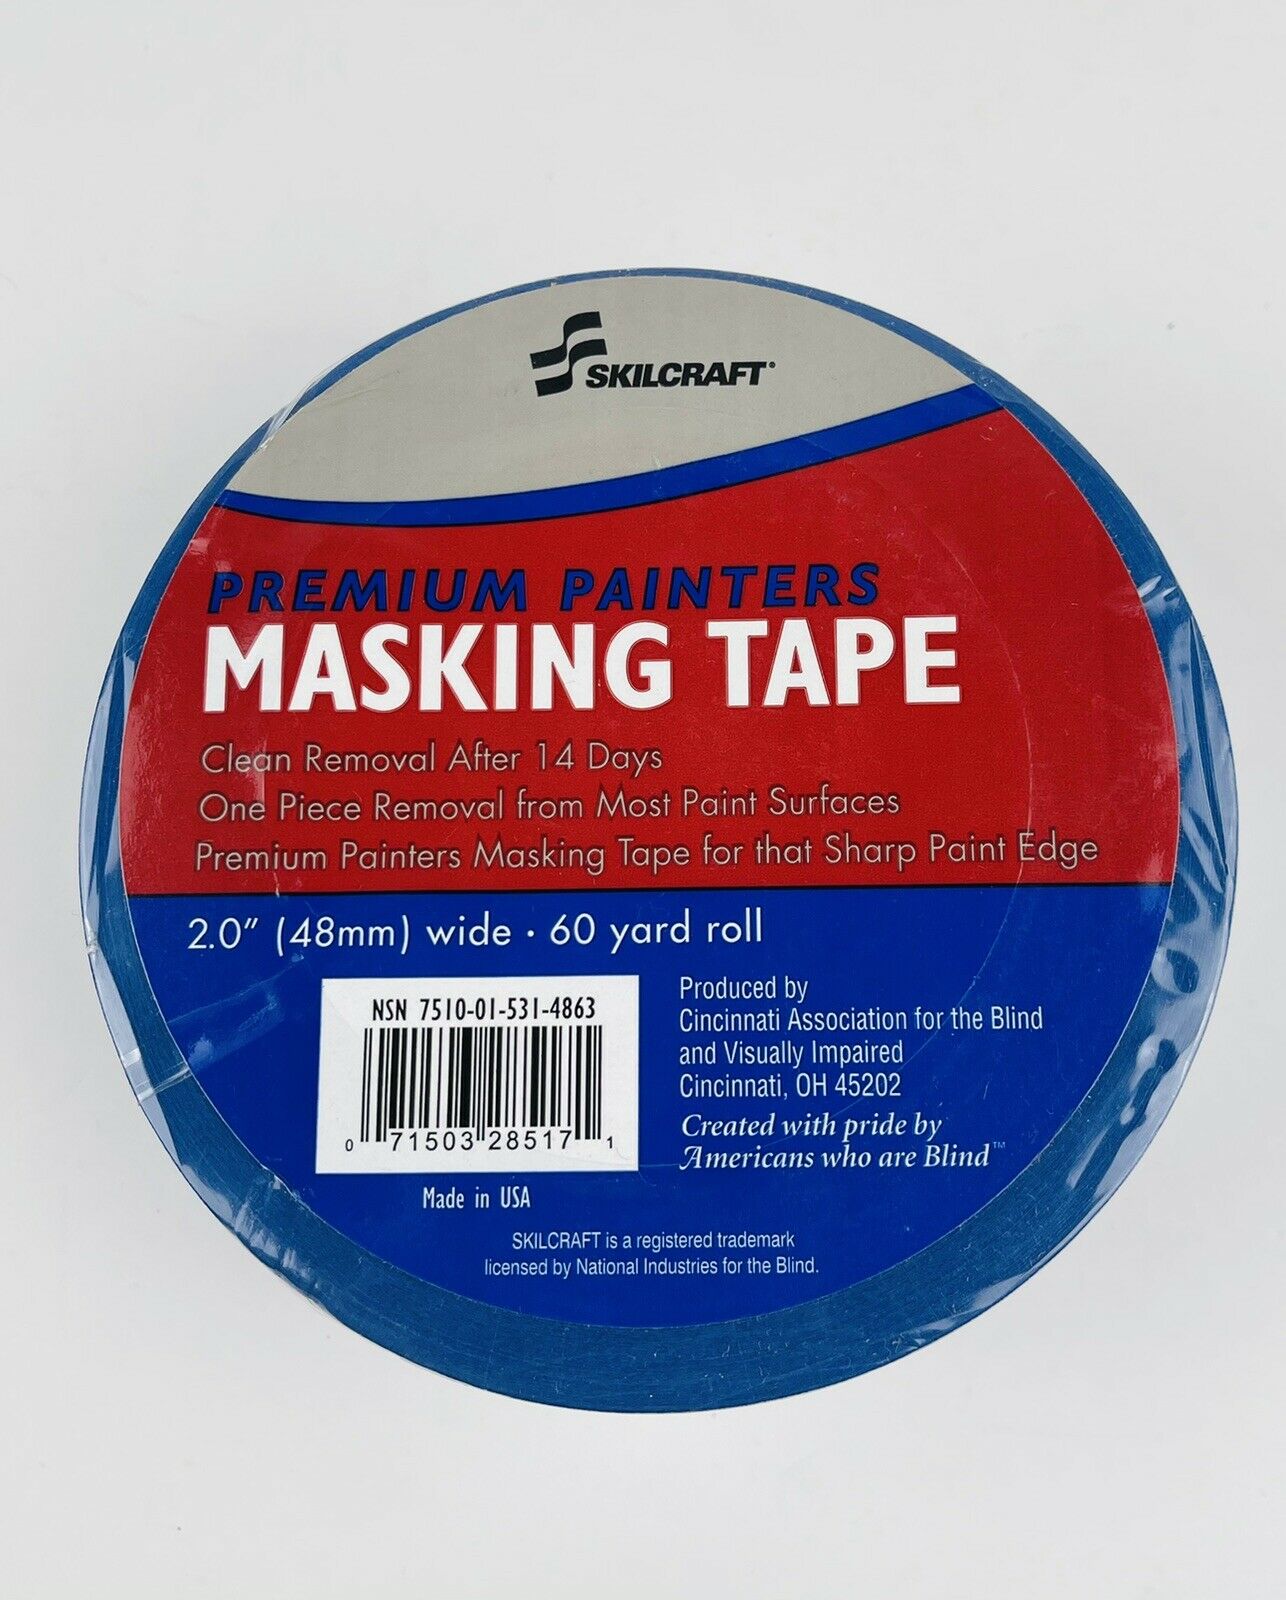 SKILCRAFT®
PREMIUM PAINTERS
MASKING TAPE
Clean Removal After 14 Days
One Piece Removal from Most Paint Surfaces
Premium Painters Masking Tape for that Sharp Paint Edge
2.0" (48mm) wide · 60 yard roll
NSN 7510-01-531-4863
0 71503 28517 1
Made in USA
Produced by
Cincinnati Association for the Blind
and Visually Impaired
Cincinnati, OH 45202
Created with pride by
Americans who are Blind™
SKILCRAFT is a registered trademark
licensed by National Industries for the Blind.